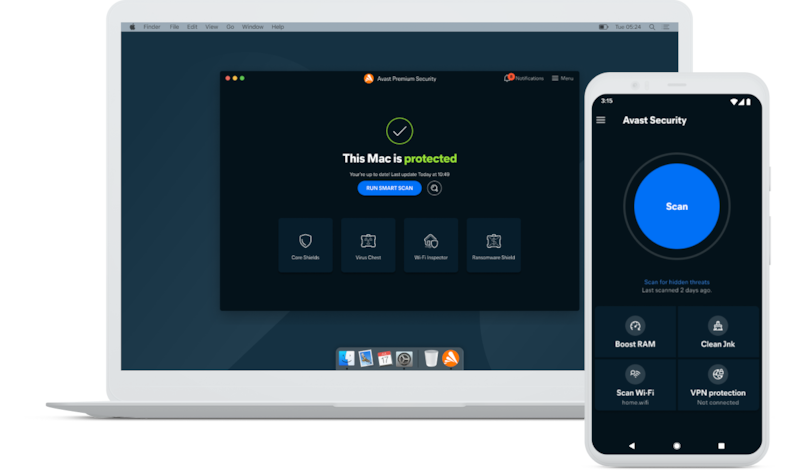 Finder File Edit View Go Window Help
Tue 05:24
Avast Premium Security
Notifications
Menu
This Mac is protected
You're up to date! Last update Today at 10:49
RUN SMART SCAN
Core Shields
Virus Chest
Wi-Fi Inspector
Ransomware Shield
17
3:15
Avast Security
Scan
Scan for hidden threats
Last scanned 2 days ago.
Boost RAM
Clean Jnk
Scan Wi-Fi
home.wifi
VPN protection
Not connected